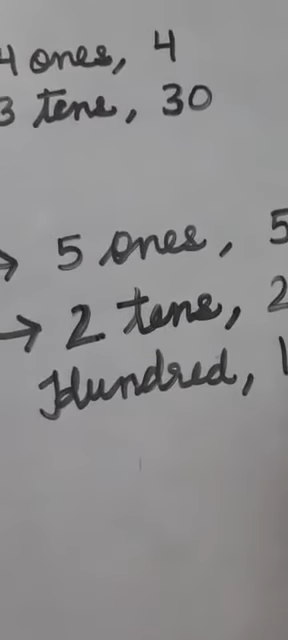 4 ones, 4
3 tens, 30
→ 5 ones, 5
→ 2 tens, 2
Hundred, 1